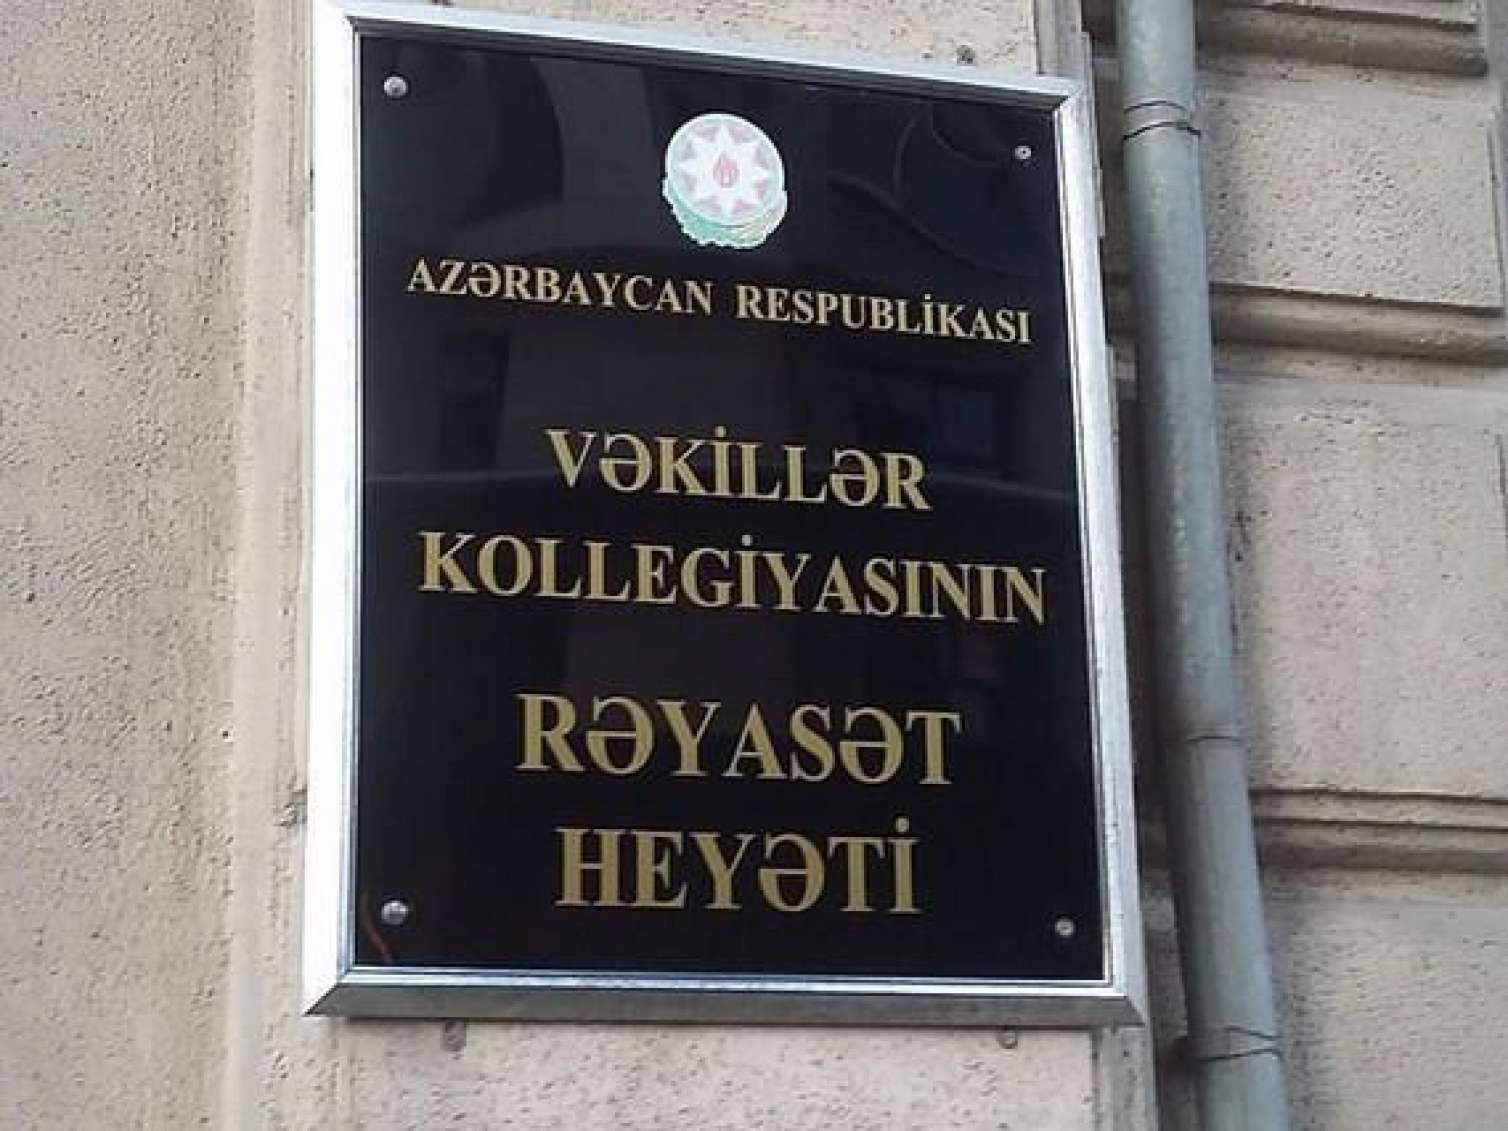 AZƏRBAYCAN RESPUBLİKASI
VƏKİLLƏR
KOLLEGİYASININ
RƏYASƏT
HEYƏTİ